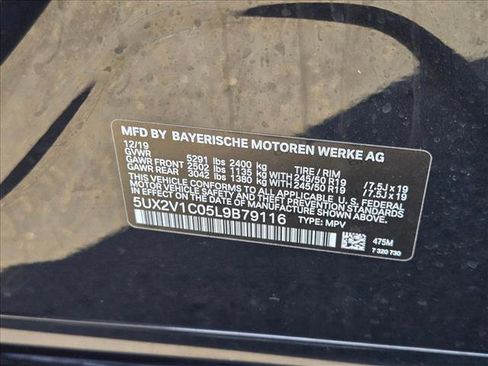 MFD BY BAYERISCHE MOTOREN WERKE AG
12/19
GVWR 5291 lbs 2400 kg TIRE / RIM
GAWR FRONT 2502 lbs 1135 kg WITH 245/50 R19 /7.5J x 19
GAWR REAR 3042 lbs 1380 kg WITH 245/50 R19 /7.5J x 19
THIS VEHICLE CONFORMS TO ALL APPLICABLE U.S. FEDERAL
MOTOR VEHICLE SAFETY, BUMPER, AND THEFT PREVENTION
STANDARDS IN EFFECT ON THE DATE OF MANUFACTURE
SHOWN ABOVE.
5UX2V1C05L9B79116 TYPE: MPV
475M
7 320 730